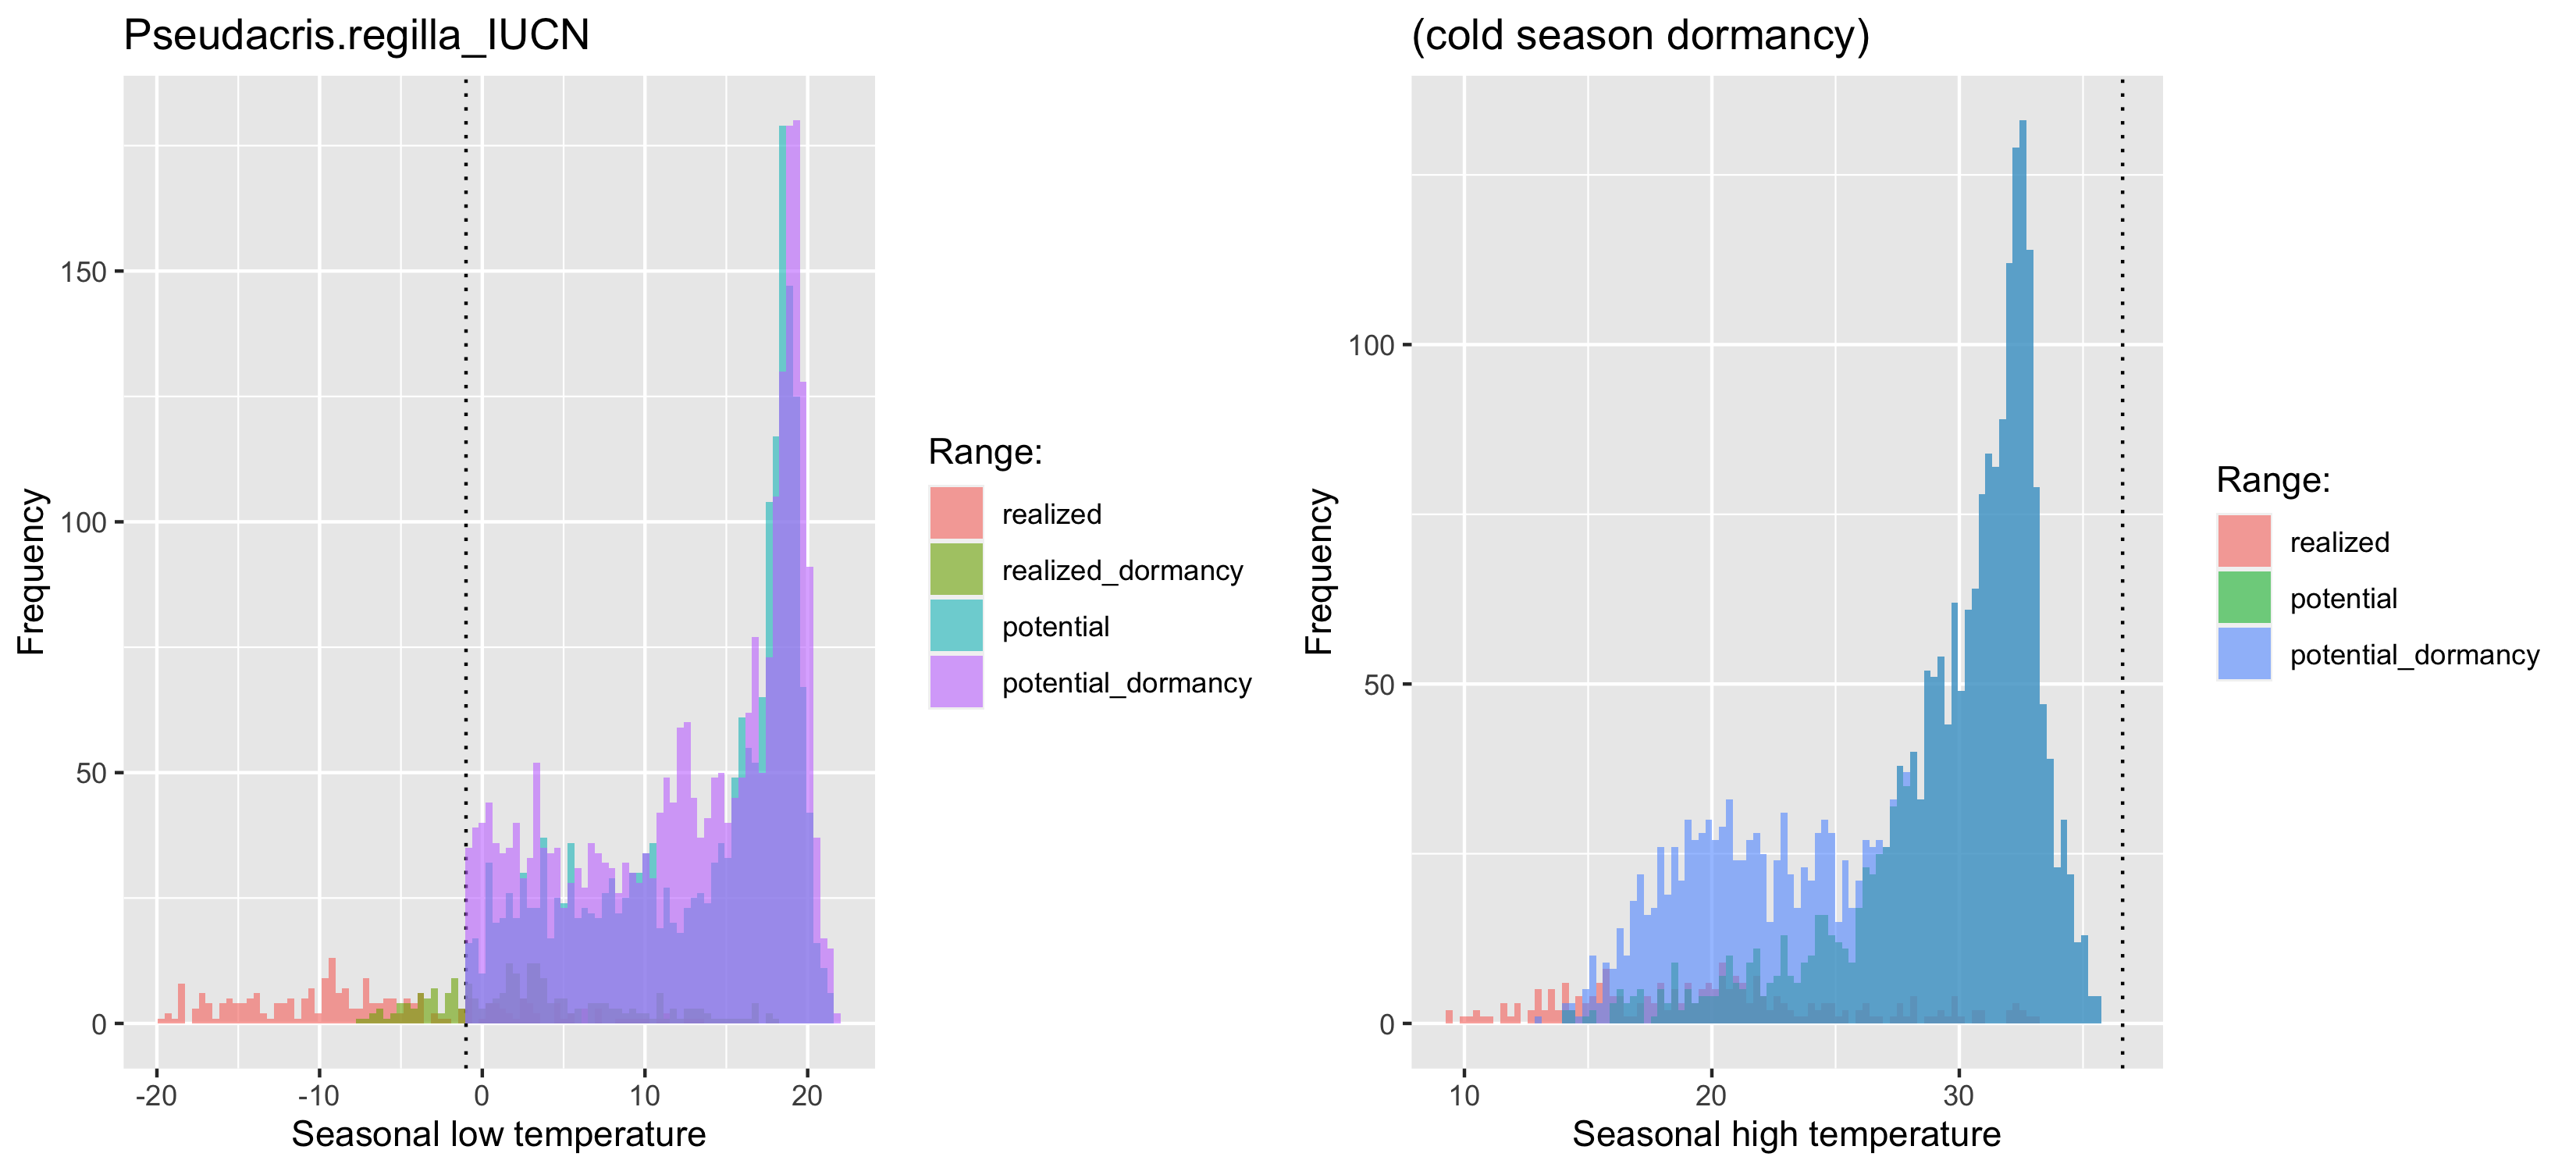 Pseudacris.regilla_IUCN
Frequency
150
100
50
0
-20
-10
0
10
20
Seasonal low temperature
Range:
realized
realized_dormancy
potential
potential_dormancy
(cold season dormancy)
Frequency
100
50
0
10
20
30
Seasonal high temperature
Range:
realized
potential
potential_dormancy